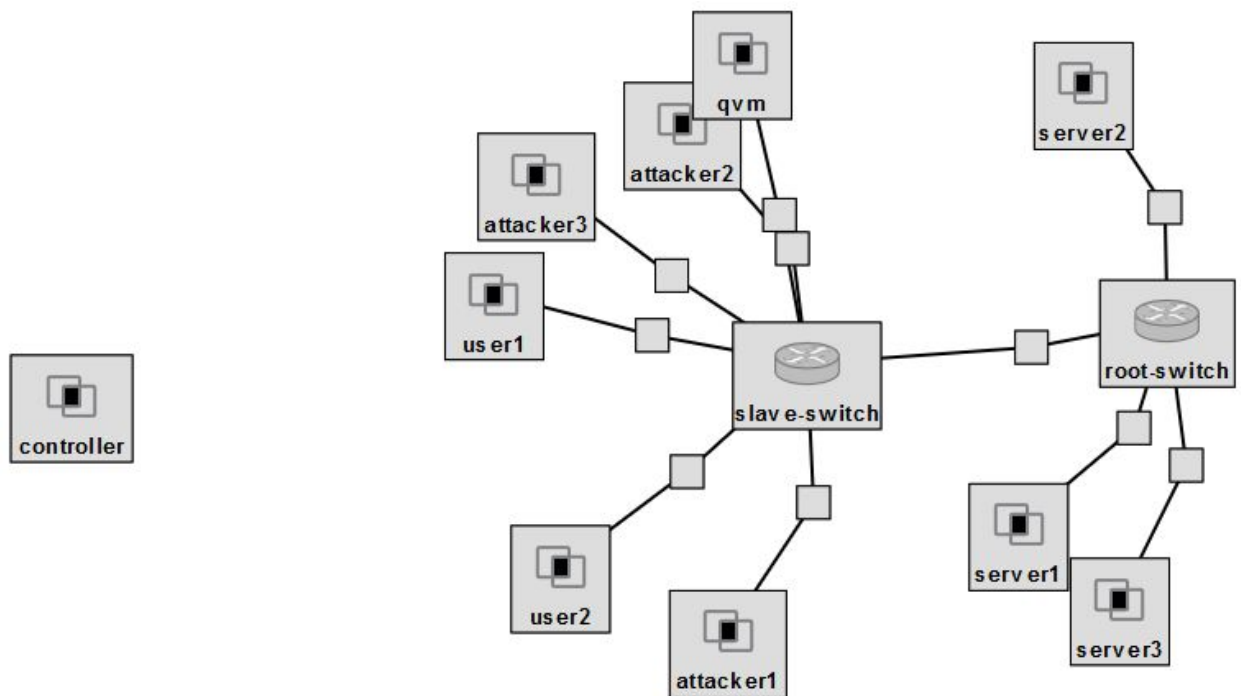 qvm
server2
attacker2
attacker3
user1
root-switch
slave-switch
controller
server1
user2
server3
attacker1